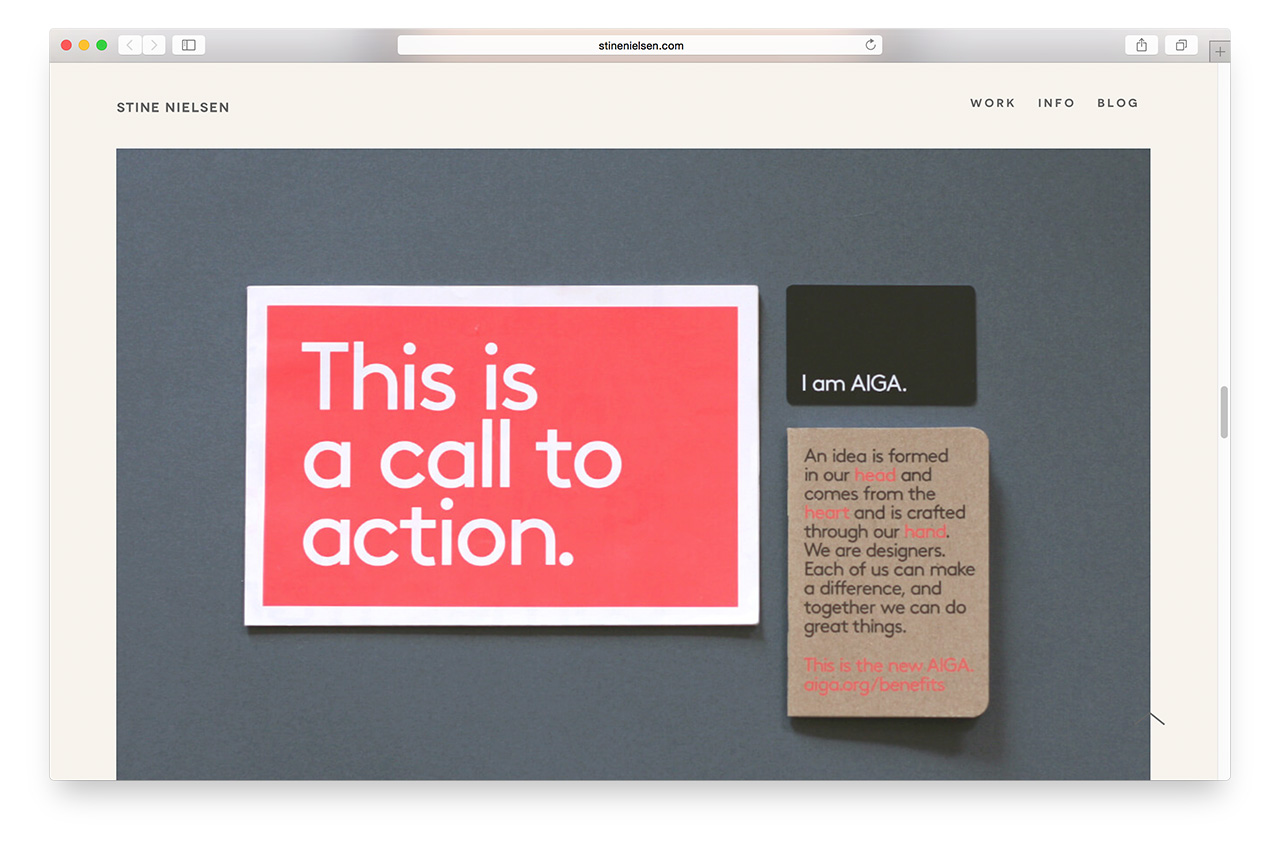 stinenielsen.com
STINE NIELSEN
WORK INFO BLOG
This is
a call to
action.
I am AIGA.
An idea is formed
in our head and
comes from the
heart and is crafted
through our hand.
We are designers.
Each of us can make
a difference, and
together we can do
great things.
This is the new AIGA.
aiga.org/benefits